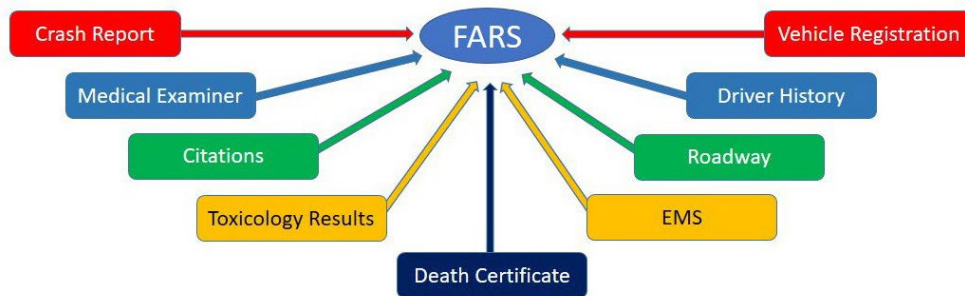 FARS
Crash Report
Vehicle Registration
Medical Examiner
Driver History
Citations
Roadway
Toxicology Results
EMS
Death Certificate